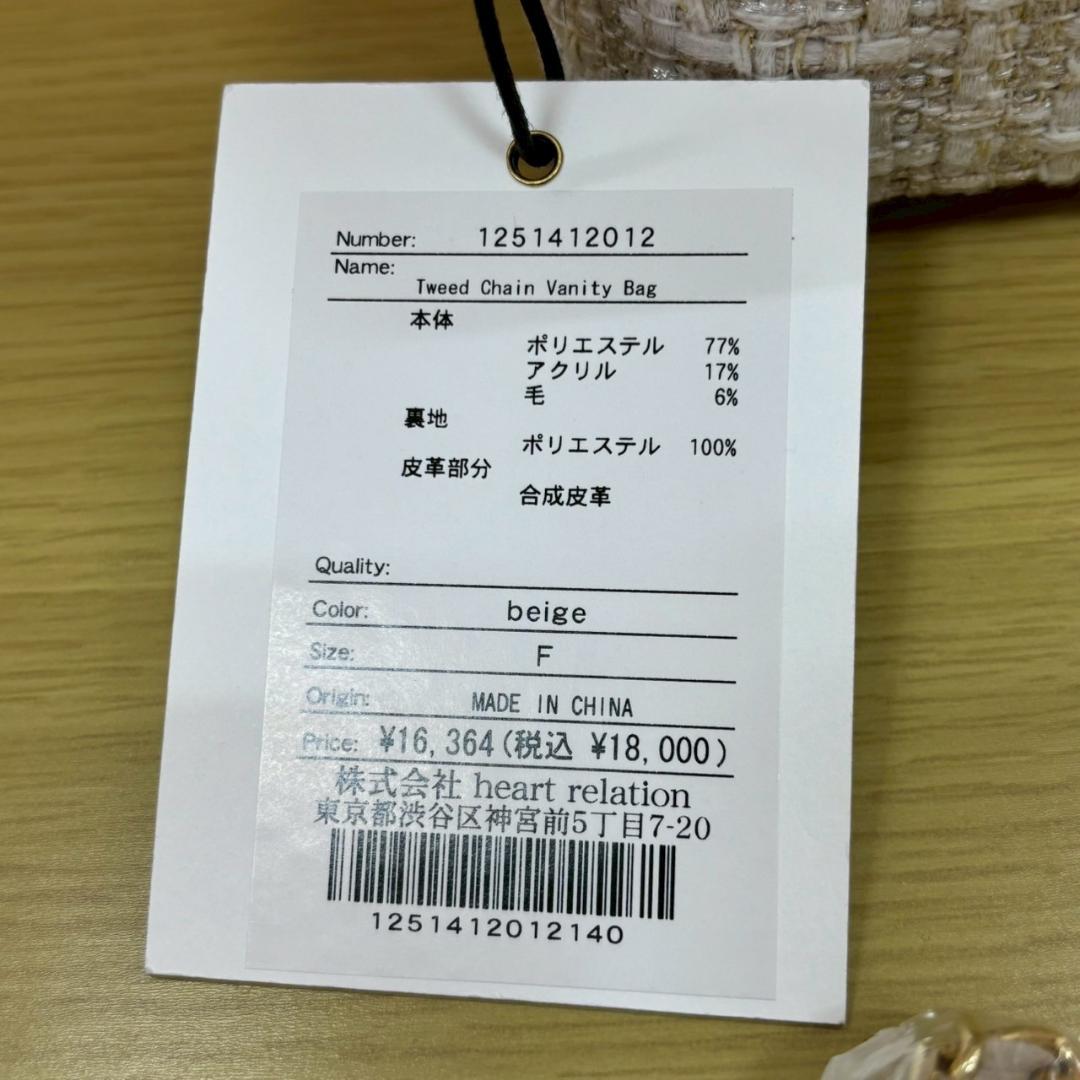 Number: 1251412012
Name:
Tweed Chain Vanity Bag
本体
ポリエステル 77%
アクリル 17%
毛 6%
裏地
ポリエステル 100%
皮革部分
合成皮革
Quality:
Color: beige
Size: F
Origin: MADE IN CHINA
Price: ¥16,364(税込 ¥18,000)
株式会社 heart relation
東京都渋谷区神宮前5丁目7-20
1251412012140